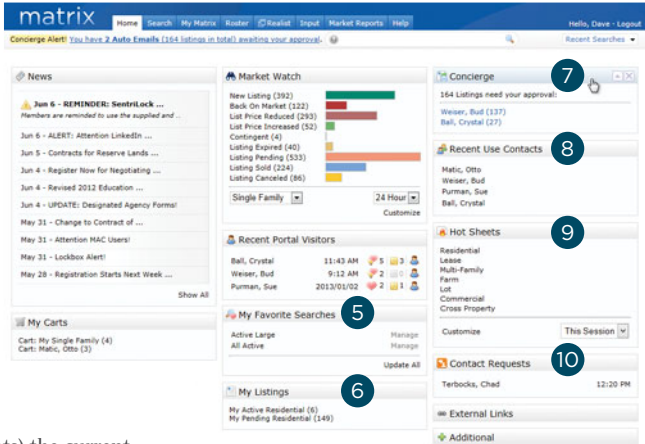 matrix
Home Search My Matrix Roster Realist Input Market Reports Help
Hello, Dave - Logout
Concierge Alert! You have 2 Auto Emails (164 listings in total) awaiting your approval.
Recent Searches
News
Jun 6 - REMINDER: SentriLock ...
Members are reminded to use the supplied and ..
Jun 6 - ALERT: Attention LinkedIn ...
Jun 5 - Contracts for Reserve Lands ...
Jun 4 - Register Now for Negotiating ...
Jun 4 - Revised 2012 Education ...
Jun 4 - UPDATE: Designated Agency Forms!
May 31 - Change to Contract of ...
May 31 - Attention MAC Users!
May 31 - Lockbox Alert!
May 28 - Registration Starts Next Week ...
Show All
My Carts
Cart: My Single Family (4)
Cart: Matic, Otto (3)
Market Watch
New Listing (392)
Back On Market (122)
List Price Reduced (293)
List Price Increased (52)
Contingent (4)
Listing Expired (40)
Listing Pending (533)
Listing Sold (224)
Listing Canceled (86)
Single Family
24 Hour
Customize
Recent Portal Visitors
Ball, Crystal 11:43 AM 5 3
Weiser, Bud 9:12 AM 2 0
Purman, Sue 2013/01/02 2 1
My Favorite Searches 5
Active Large Manage
All Active Manage
Update All
My Listings 6
My Active Residential (6)
My Pending Residential (149)
Concierge 7
164 Listings need your approval:
Weiser, Bud (137)
Ball, Crystal (27)
Recent Use Contacts 8
Matic, Otto
Weiser, Bud
Purman, Sue
Ball, Crystal
Hot Sheets 9
Residential
Lease
Multi-Family
Farm
Lot
Commercial
Cross Property
Customize This Session
Contact Requests 10
Terbocks, Chad 12:20 PM
External Links
Additional
the current